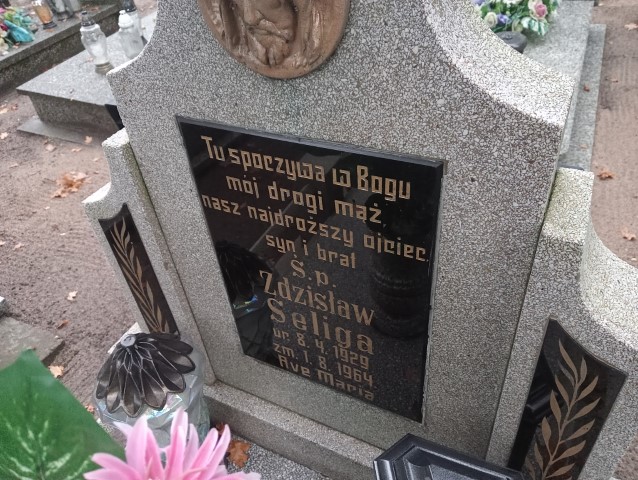 Tu spoczywa w Bogu
mój drogi mąż
nasz najdroższy ojciec
syn i brat
Ś.p.
Zdzisław
Seliga
ur. 8.4.1929
zm. 1.8.1964
Ave Maria